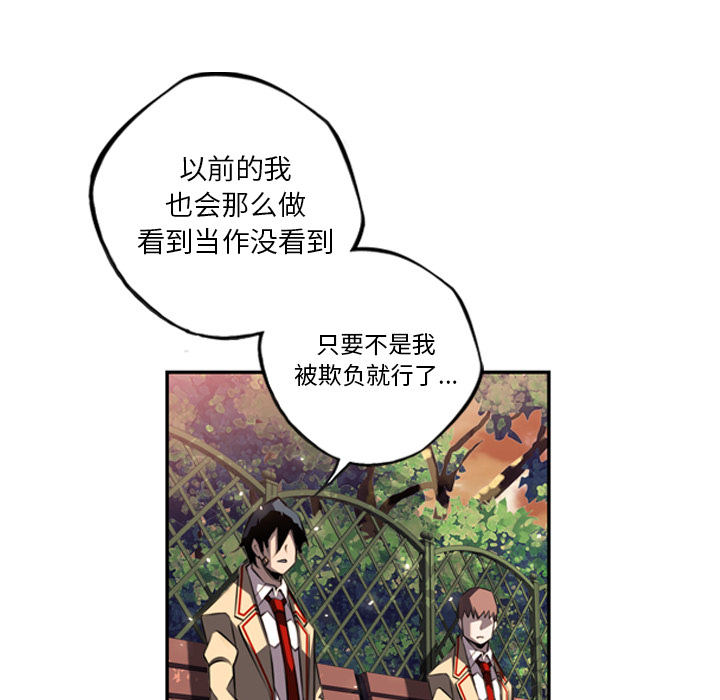 以前的我
也会那么做
看到当作没看到
只要不是我
被欺负就行了...